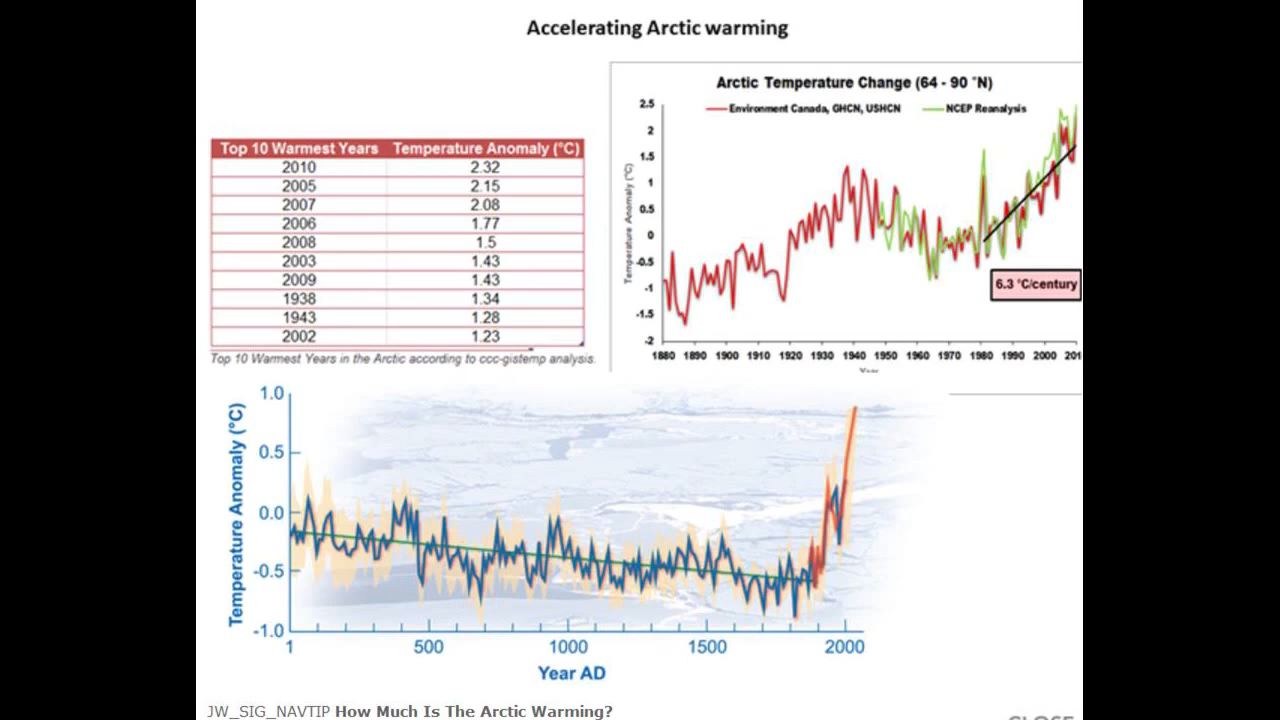 Accelerating Arctic warming
Arctic Temperature Change (64 - 90 °N)
Environment Canada, GHCN, USHCN
NCEP Reanalysis
Temperature Anomaly (°C)
2.5
2
1.5
1
0.5
0
-0.5
-1
-1.5
-2
1880 1890 1900 1910 1920 1930 1940 1950 1960 1970 1980 1990 2000 201
Year
6.3 °C/century
Top 10 Warmest Years Temperature Anomaly (°C)
2010 2.32
2005 2.15
2007 2.08
2006 1.77
2008 1.5
2003 1.43
2009 1.43
1938 1.34
1943 1.28
2002 1.23
Top 10 Warmest Years in the Arctic according to ccc-gistemp analysis.
Temperature Anomaly (°C)
1.0
0.5
0.0
-0.5
-1.0
1 500 1000 1500 2000
Year AD
JW_SIG_NAVTIP How Much Is The Arctic Warming?
CLOSE